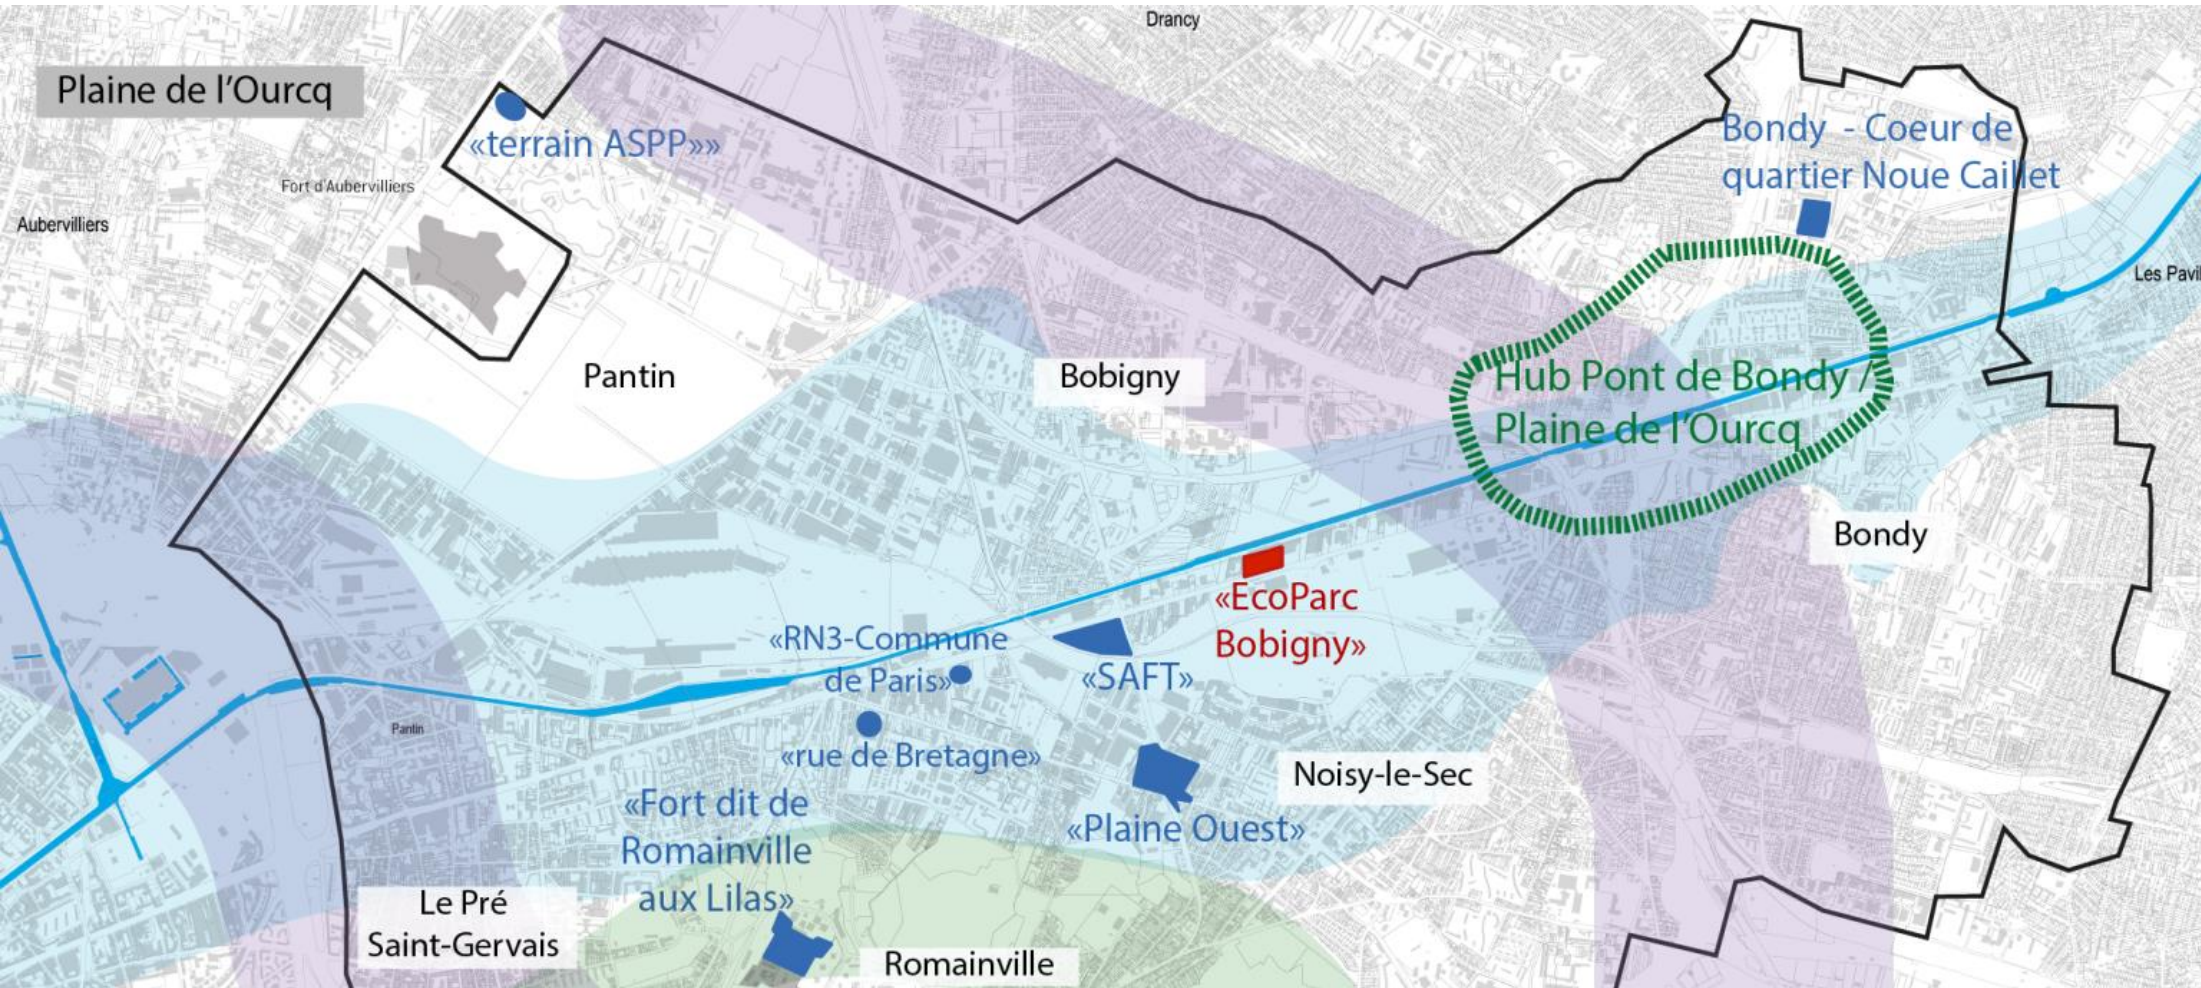 Drancy
Plaine de l'Ourcq
Bondy - Coeur de
quartier Noue Caillet
«terrain ASPP»»
Fort d'Aubervilliers
Aubervilliers
Les Pavil
Pantin
Bobigny
Hub Pont de Bondy /
Plaine de l'Ourcq
Bondy
«EcoParc
Bobigny»
«RN3-Commune
de Paris»
«SAFT»
Pantin
«rue de Bretagne»
Noisy-le-Sec
«Fort dit de
Romainville
aux Lilas»
«Plaine Ouest»
Le Pré
Saint-Gervais
Romainville